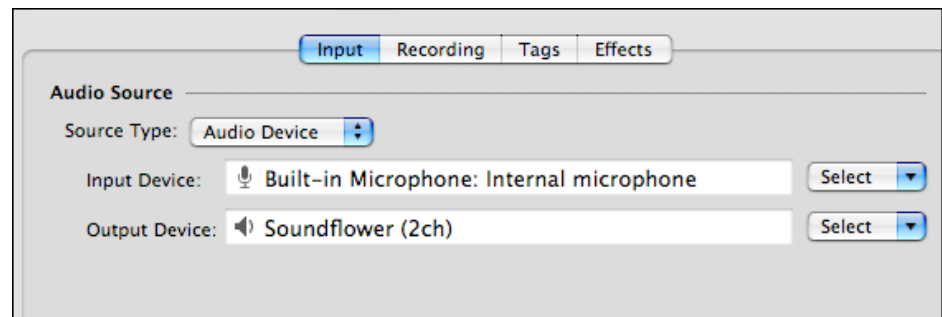 Input Recording Tags Effects
Audio Source
Source Type: Audio Device
Input Device: Built-in Microphone: Internal microphone Select
Output Device: Soundflower (2ch) Select